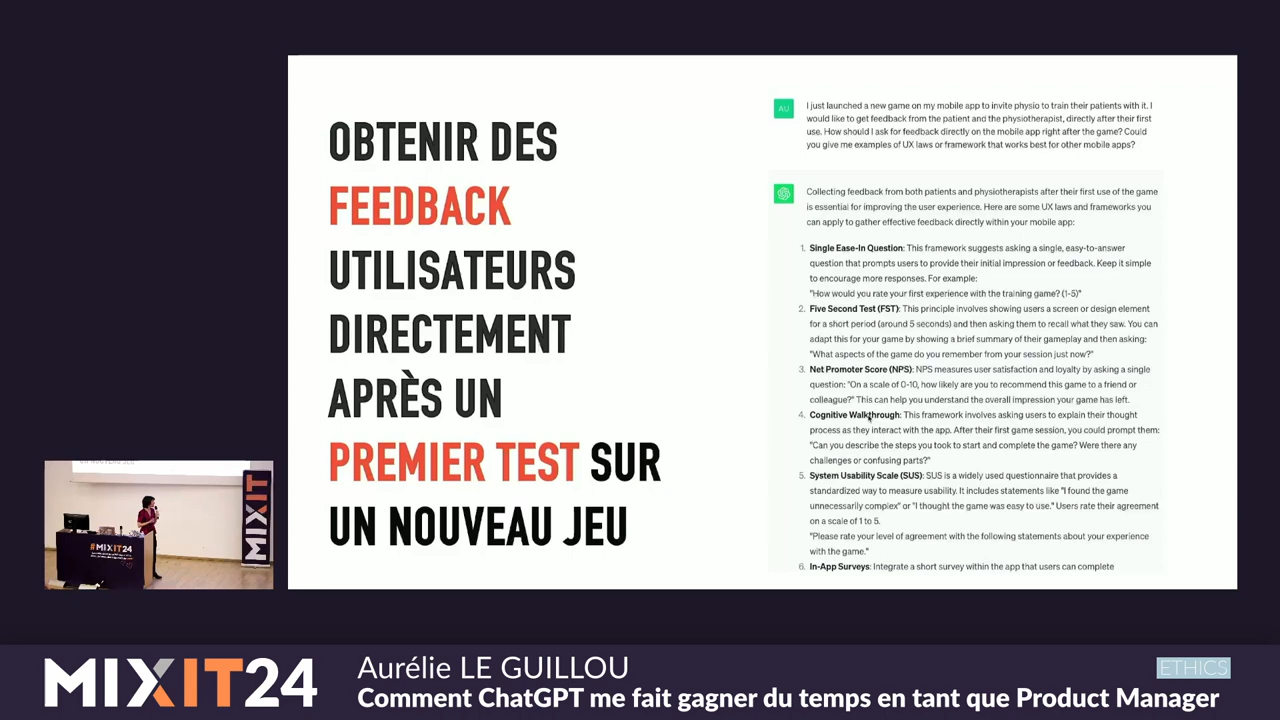 OBTENIR DES
FEEDBACK
UTILISATEURS
DIRECTEMENT
APRÈS UN
PREMIER TEST SUR
UN NOUVEAU JEU
AU
I just launched a new game on my mobile app to invite physio to train their patients with it. I
would like to get feedback from the patient and the physiotherapist, directly after their first
use. How should I ask for feedback directly on the mobile app right after the game? Could
you give me examples of UX laws or framework that works best for other mobile apps?
Collecting feedback from both patients and physiotherapists after their first use of the game
is essential for improving the user experience. Here are some UX laws and frameworks you
can apply to gather effective feedback directly within your mobile app:
1. Single Ease-In Question: This framework suggests asking a single, easy-to-answer
question that prompts users to provide their initial impression or feedback. Keep it simple
to encourage more responses. For example:
"How would you rate your first experience with the training game? (1-5)"
2. Five Second Test (FST): This principle involves showing users a screen or design element
for a short period (around 5 seconds) and then asking them to recall what they saw. You can
adapt this for your game by showing a brief summary of their gameplay and then asking:
"What aspects of the game do you remember from your session just now?"
3. Net Promoter Score (NPS): NPS measures user satisfaction and loyalty by asking a single
question: "On a scale of 0-10, how likely are you to recommend this game to a friend or
colleague?" This can help you understand the overall impression your game has left.
4. Cognitive Walkthrough: This framework involves asking users to explain their thought
process as they interact with the app. After their first game session, you could prompt them:
"Can you describe the steps you took to start and complete the game? Were there any
challenges or confusing parts?"
5. System Usability Scale (SUS): SUS is a widely used questionnaire that provides a
standardized way to measure usability. It includes statements like "I found the game
unnecessarily complex" or "I thought the game was easy to use." Users rate their agreement
on a scale of 1 to 5.
"Please rate your level of agreement with the following statements about your experience
with the game."
6. In-App Surveys: Integrate a short survey within the app that users can complete
UN NOUVEAU JEU
MIXIT
#MIXIT24
MIXIT24
Aurélie LE GUILLOU
ETHICS
Comment ChatGPT me fait gagner du temps en tant que Product Manager